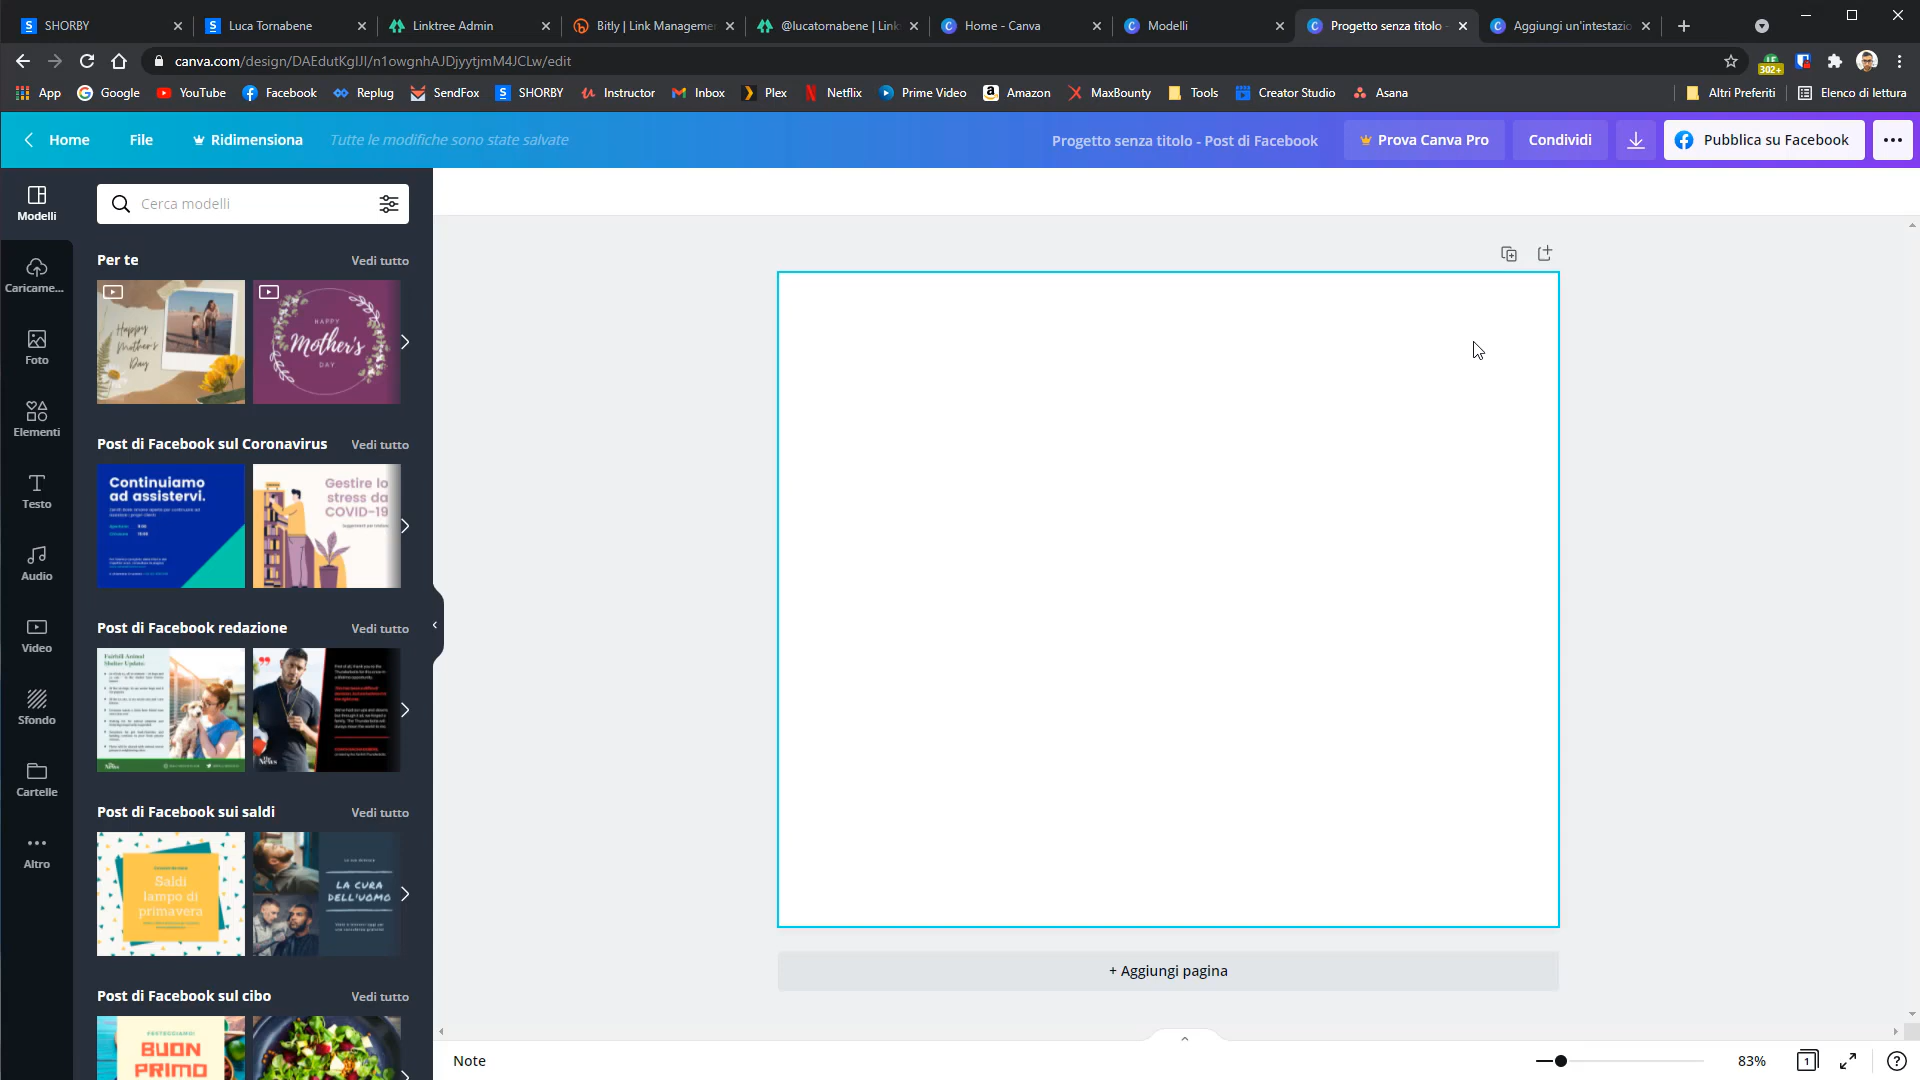 SHORBY
Luca Tornabene
Linktree Admin
Bitly | Link Managemen
@lucatornabene | Link
Home - Canva
Modelli
Progetto senza titolo -
Aggiungi un'intestazio
canva.com/design/DAEdutKglJI/n1owgnhAJDjyytjmM4JCLw/edit
302+
App
Google
YouTube
Facebook
Replug
SendFox
SHORBY
Instructor
Inbox
Plex
Netflix
Prime Video
Amazon
MaxBounty
Tools
Creator Studio
Asana
Altri Preferiti
Elenco di lettura
Home
File
Ridimensiona
Tutte le modifiche sono state salvate
Progetto senza titolo - Post di Facebook
Prova Canva Pro
Condividi
Pubblica su Facebook
Modelli
Caricame...
Foto
Elementi
Testo
Audio
Video
Sfondo
Cartelle
Altro
Cerca modelli
Per te
Vedi tutto
Happy
Mother's
Day
HAPPY
Mother's
DAY
Post di Facebook sul Coronavirus
Vedi tutto
Continuiamo
ad assistervi.
Gestire lo
stress da
COVID-19
Post di Facebook redazione
Vedi tutto
Fairhill Animal
Shelter Update:
Post di Facebook sui saldi
Vedi tutto
Saldi
lampo di
primavera
LA CURA
DELL'UOMO
Post di Facebook sul cibo
Vedi tutto
FESTEGGIAMO!
BUON
PRIMO
+ Aggiungi pagina
Note
83%
1